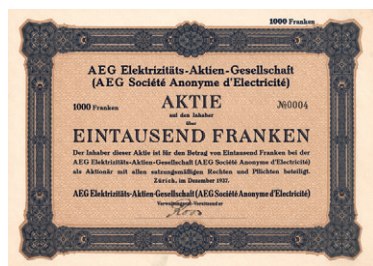 1000 Franken
AEG Elektrizitäts-Aktien-Gesellschaft
(AEG Société Anonyme d'Electricité)
1000 Franken AKTIE №0004
auf den Inhaber
über
EINTAUSEND FRANKEN
Der Inhaber dieser Aktie ist für den Betrag von Eintausend Franken bei der
AEG Elektrizitäts-Aktien-Gesellschaft (AEG Société Anonyme d'Electricité)
als Aktionär mit allen satzungsmäßigen Rechten und Pflichten beteiligt.
Zürich, im Dezember 1937.
AEG Elektrizitäts-Aktien-Gesellschaft (AEG Société Anonyme d'Electricité)